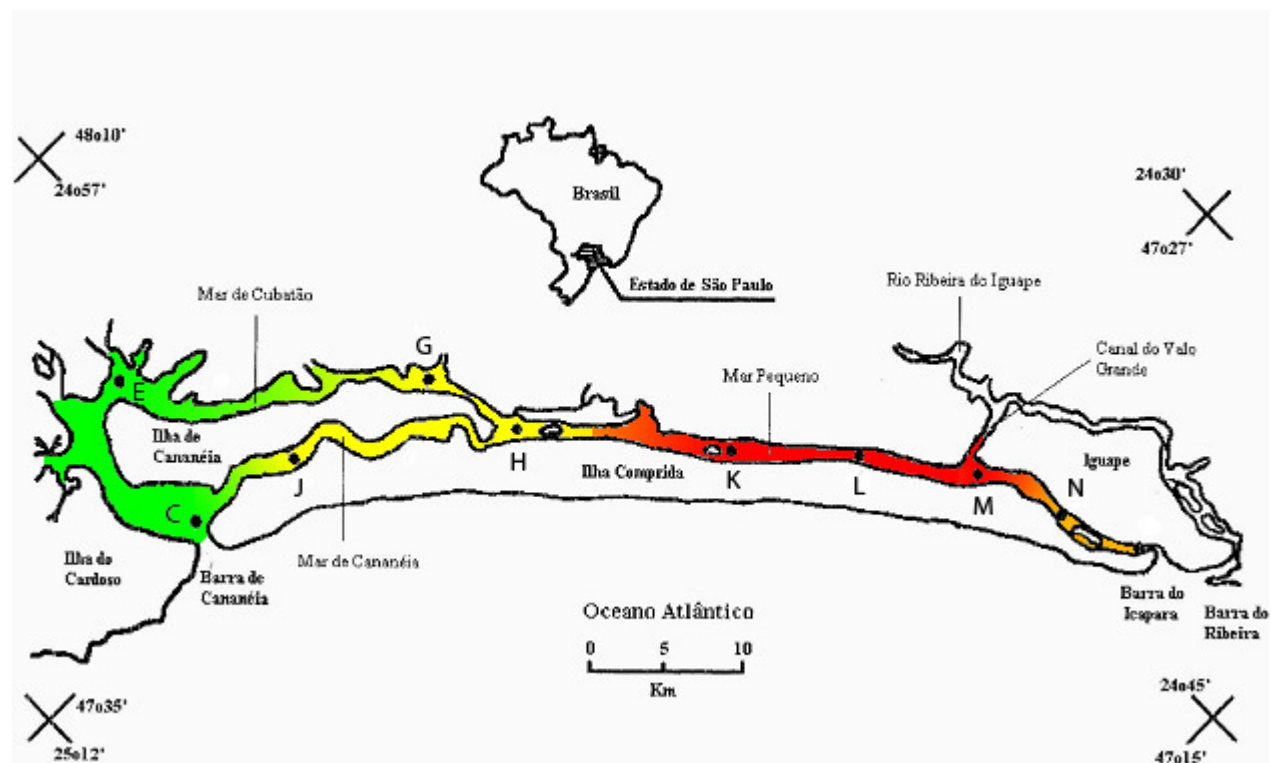 48o10'
24o57'
Brasil
Estado de São Paulo
24o30'
47o27'
Rio Ribeira do Iguape
Canal do Valo
Grande
Mar de Cubatão
Mar Pequeno
G
E
Ilha de
Cananéia
H
Ilha Comprida
Iguape
J
K
L
M
N
C
Ilha do
Cardoso
Barra de
Cananéia
Mar de Cananéia
Oceano Atlântico
0 5 10
Km
Barra do
Icapara
Barra do
Ribeira
47o35'
25o12'
24o45'
47o15'